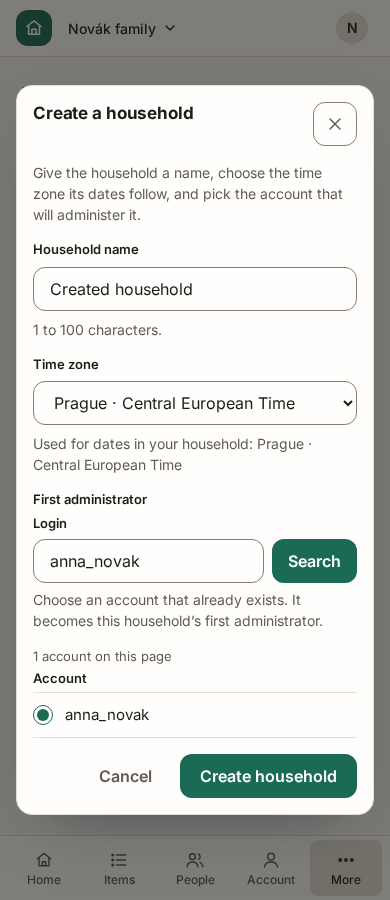 Novák family
N
Create a household
Give the household a name, choose the time
zone its dates follow, and pick the account that
will administer it.
Household name
Created household
1 to 100 characters.
Time zone
Prague · Central European Time
Used for dates in your household: Prague ·
Central European Time
First administrator
Login
anna_novak
Search
Choose an account that already exists. It
becomes this household’s first administrator.
1 account on this page
Account
anna_novak
Cancel
Create household
Home
Items
People
Account
More